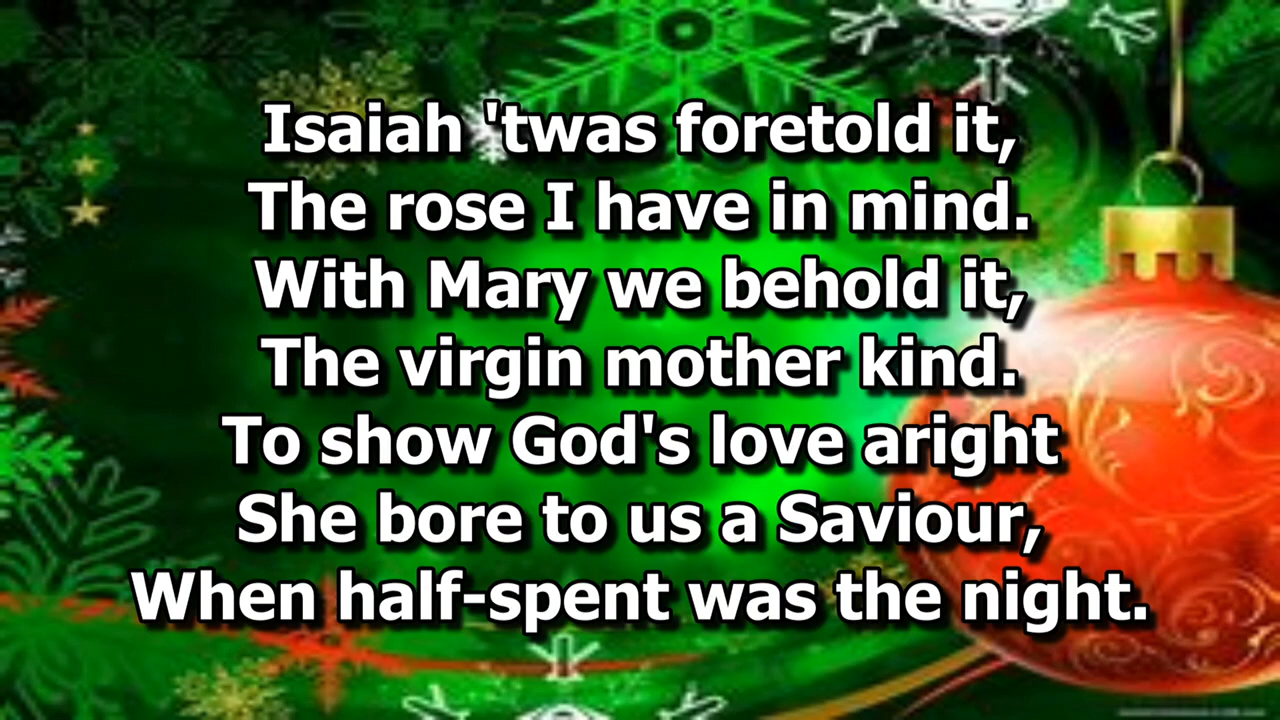 Isaiah 'twas foretold it,
The rose I have in mind.
With Mary we behold it,
The virgin mother kind.
To show God's love aright
She bore to us a Saviour,
When half-spent was the night.